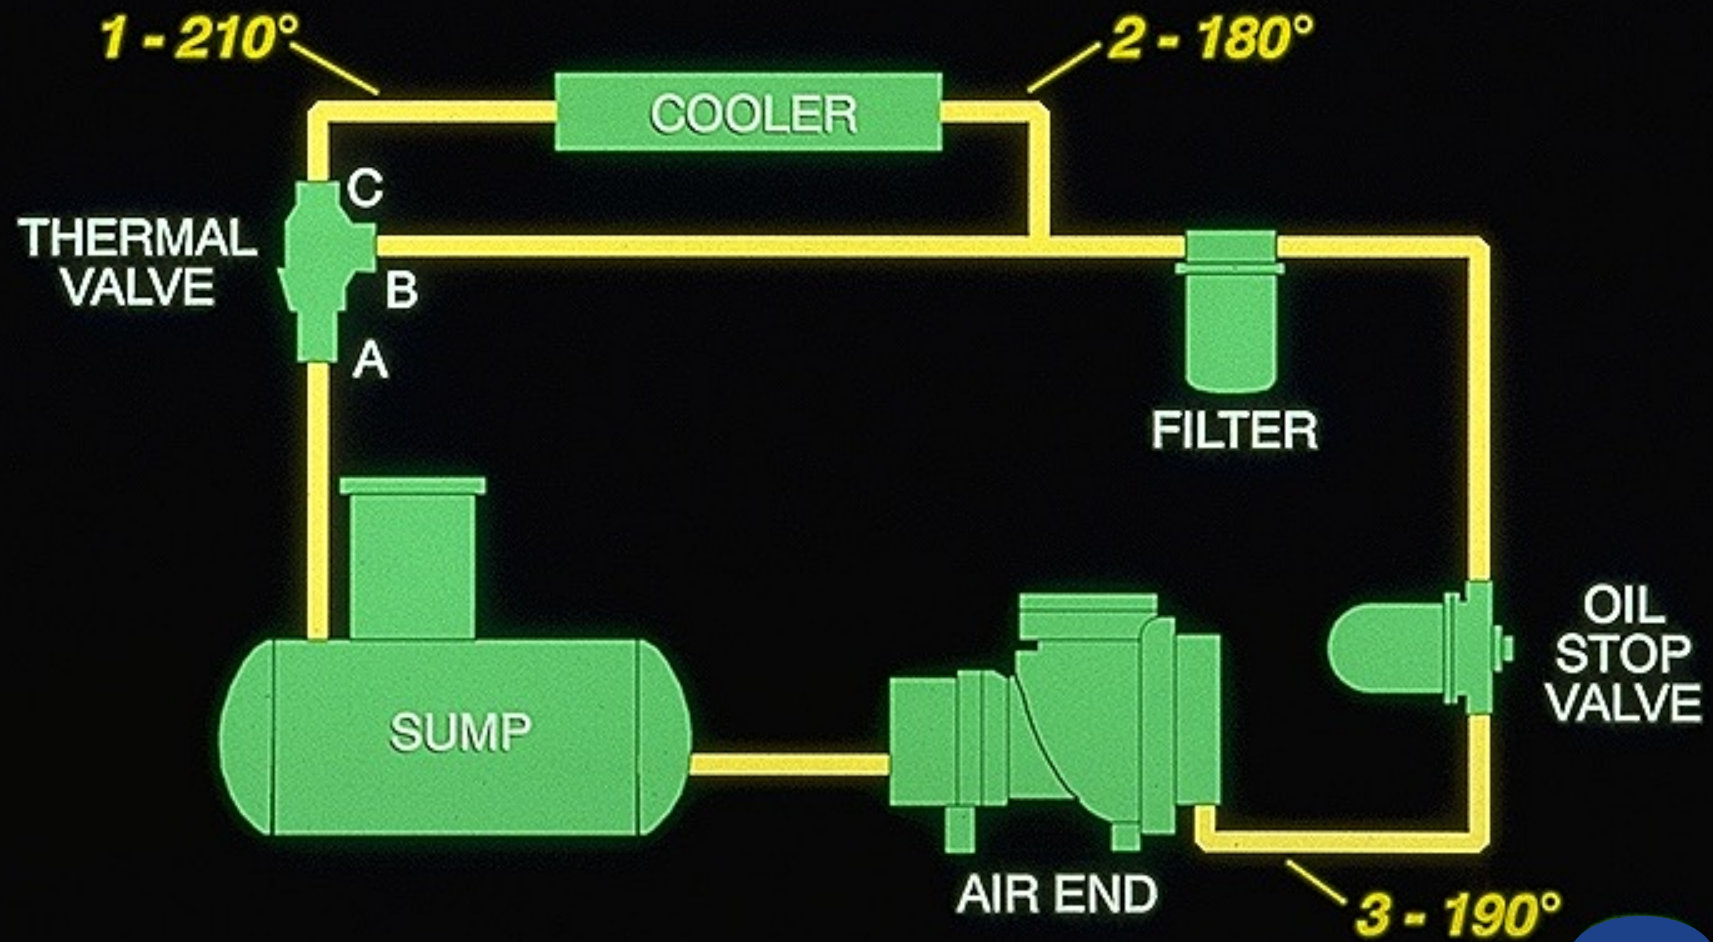 1 - 210°
2 - 180°
COOLER
C
THERMAL
VALVE
B
A
FILTER
OIL
STOP
VALVE
SUMP
AIR END
3 - 190°